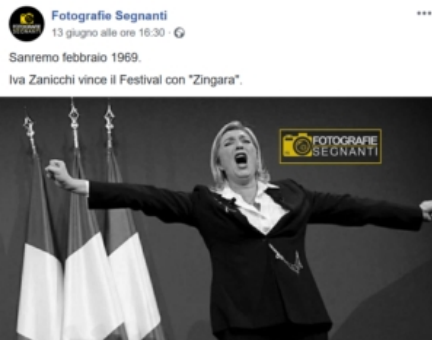 Fotografie Segnanti
13 giugno alle ore 16:30 ·
Sanremo febbraio 1969.
Iva Zanicchi vince il Festival con "Zingara".
FOTOGRAFIE
SEGNANTI